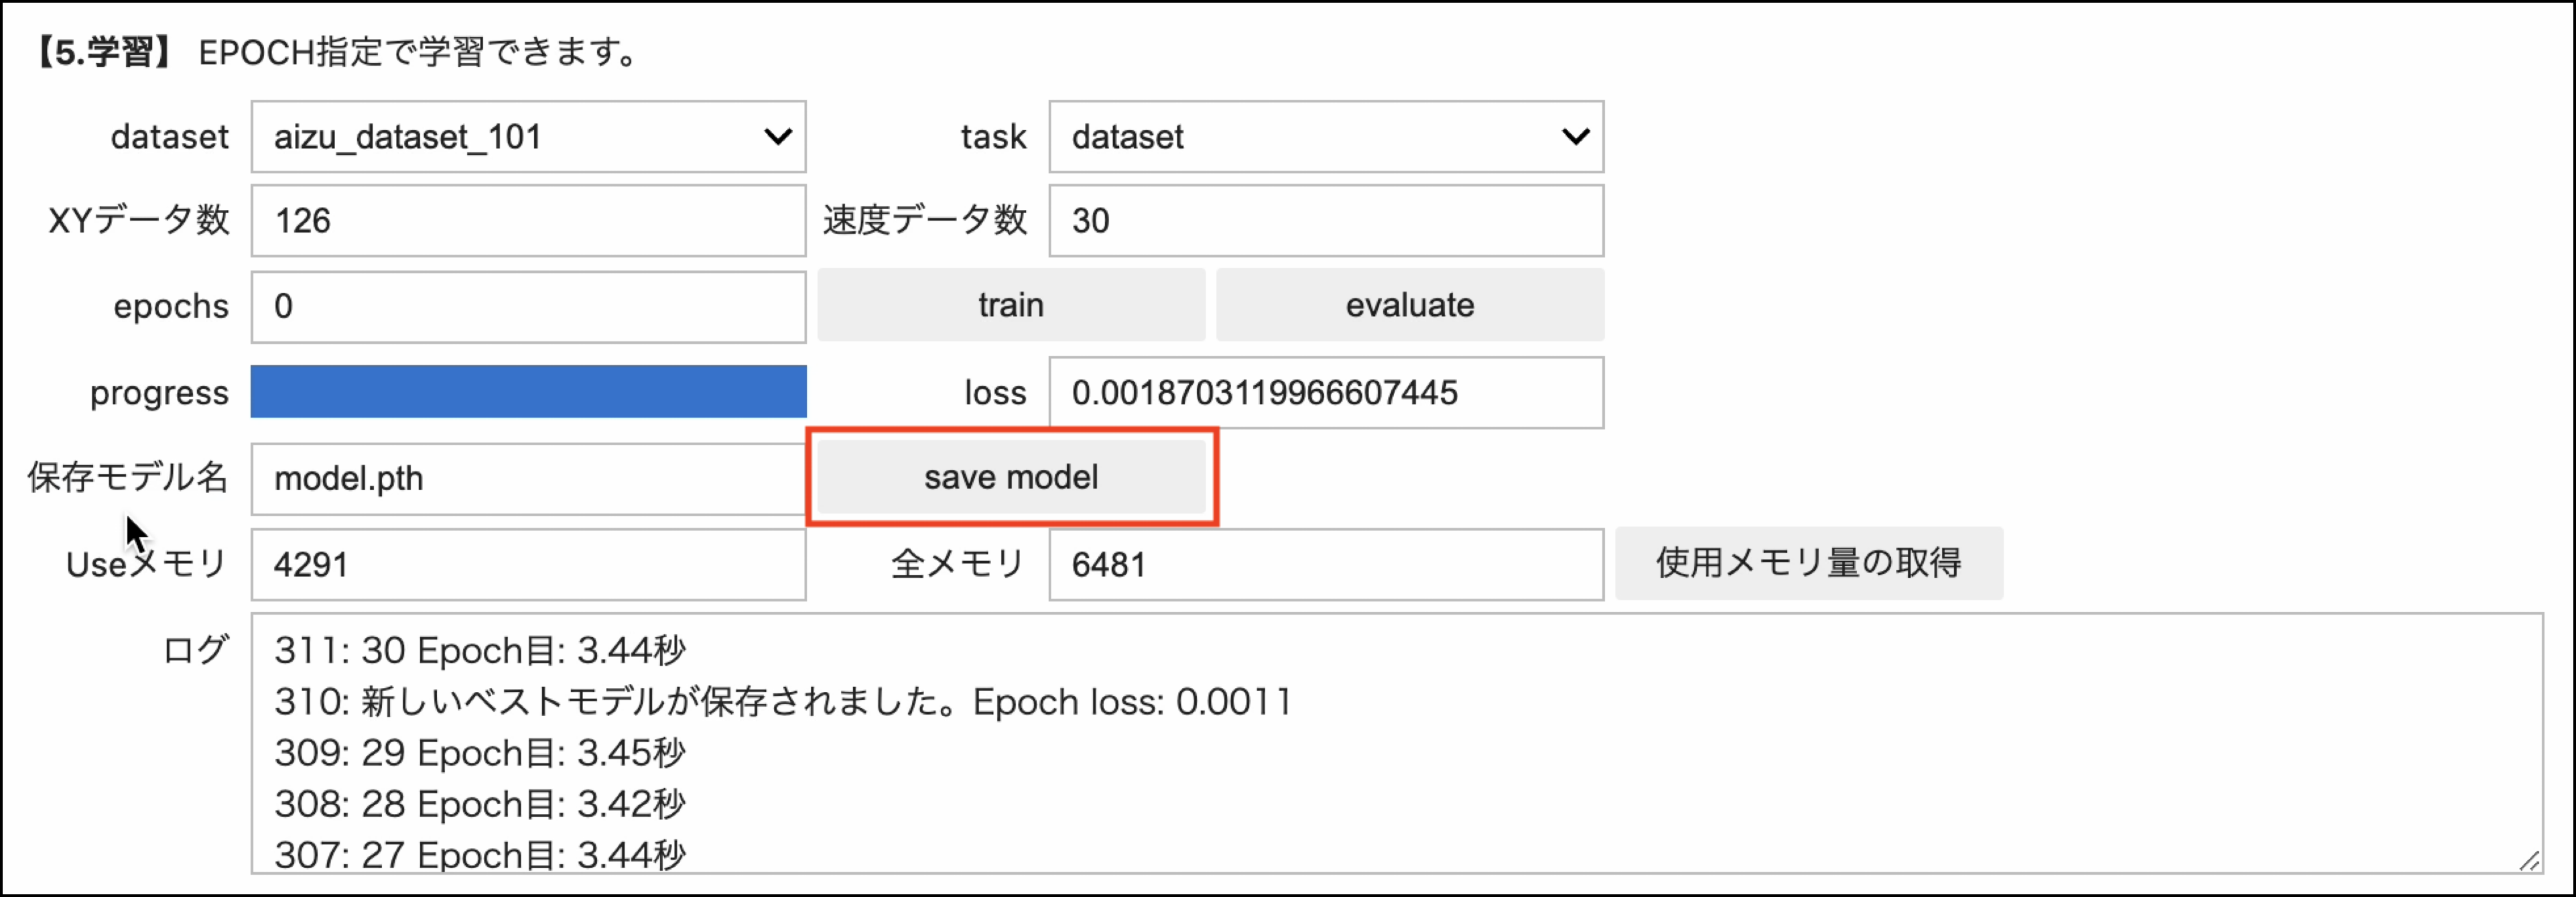 【5.学習】 EPOCH指定で学習できます。
dataset aizu_dataset_101 task dataset
XYデータ数 126 速度データ数 30
epochs 0 train evaluate
progress loss 0.0018703119966607445
保存モデル名 model.pth save model
Useメモリ 4291 全メモリ 6481 使用メモリ量の取得
ログ 311: 30 Epoch目: 3.44秒
310: 新しいベストモデルが保存されました。Epoch loss: 0.0011
309: 29 Epoch目: 3.45秒
308: 28 Epoch目: 3.42秒
307: 27 Epoch目: 3.44秒